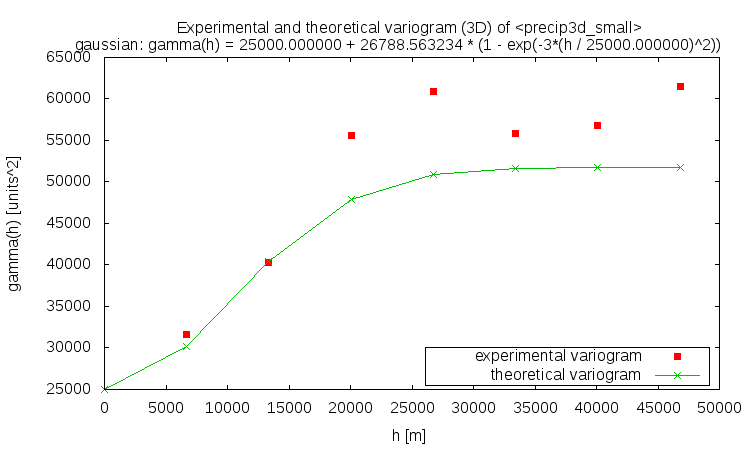 Experimental and theoretical variogram (3D) of <precip3d_small>
gaussian: gamma(h) = 25000.000000 + 26788.563234 * (1 - exp(-3*(h / 25000.000000)^2))
65000
60000
55000
50000
45000
40000
35000
30000
25000
gamma(h) [units^2]
experimental variogram
theoretical variogram
0 5000 10000 15000 20000 25000 30000 35000 40000 45000 50000
h [m]